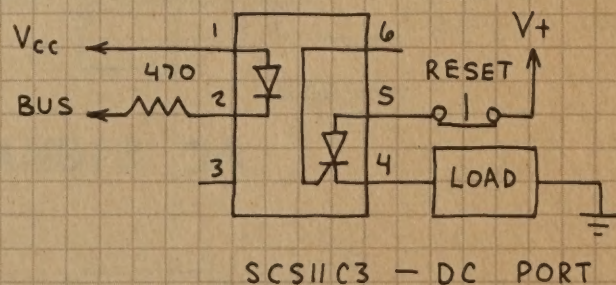 Vcc
470
BUS
1
2
3
6
5
4
RESET
V+
LOAD
SCS11C3 — DC PORT